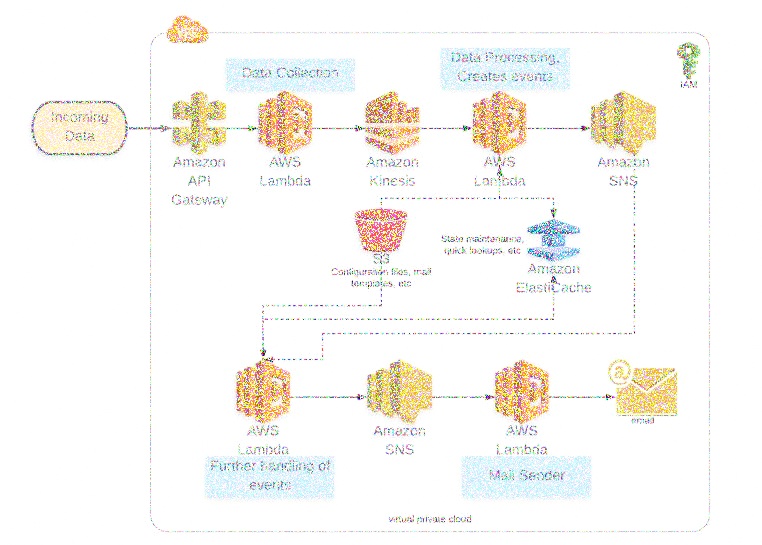 Data Collection
Data Processing,
Creates events
IAM
Incoming
Data
Amazon
API
Gateway
AWS
Lambda
Amazon
Kinesis
AWS
Lambda
Amazon
SNS
S3
Configuration files, mail
templates, etc
State maintenance,
quick lookups, etc
Amazon
ElastiCache
AWS
Lambda
Further handling of
events
Amazon
SNS
AWS
Lambda
Mail Sender
@
email
virtual private cloud